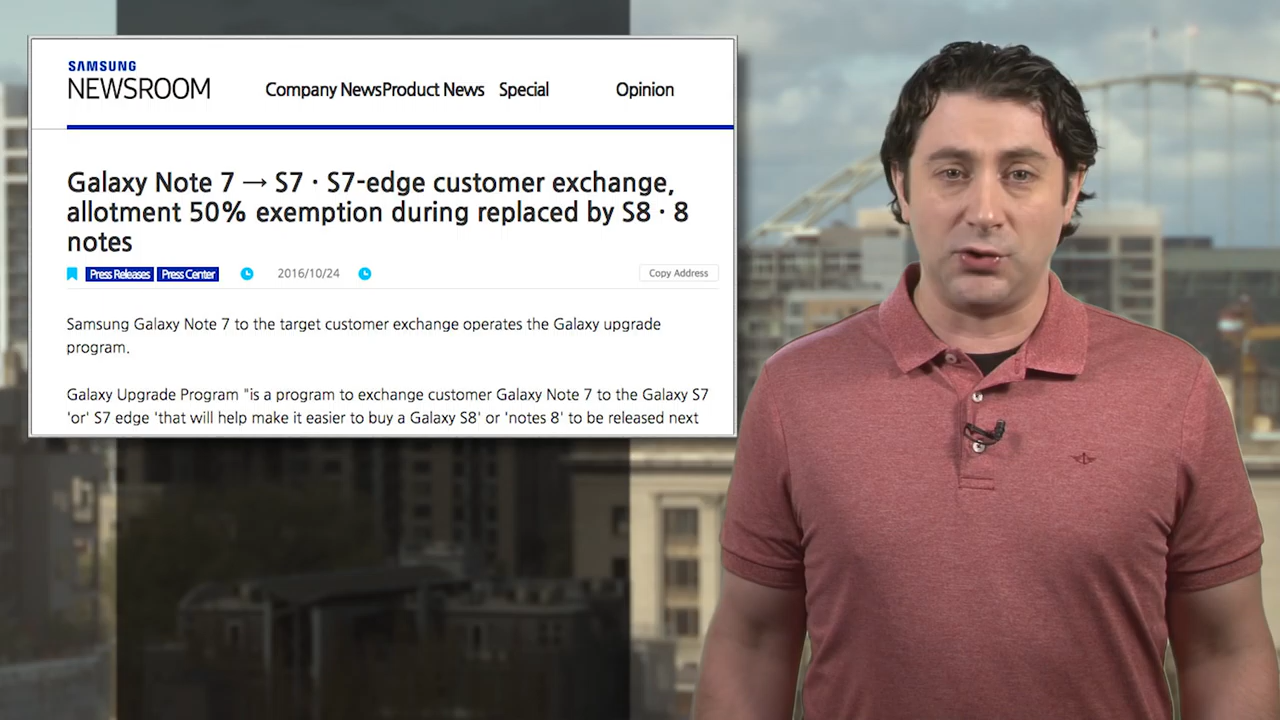 SAMSUNG
NEWSROOM
Company NewsProduct News Special Opinion
Galaxy Note 7 → S7 · S7-edge customer exchange,
allotment 50% exemption during replaced by S8 · 8
notes
Press Releases Press Center 2016/10/24 Copy Address
Samsung Galaxy Note 7 to the target customer exchange operates the Galaxy upgrade
program.
Galaxy Upgrade Program "is a program to exchange customer Galaxy Note 7 to the Galaxy S7
'or' S7 edge 'that will help make it easier to buy a Galaxy S8' or 'notes 8' to be released next